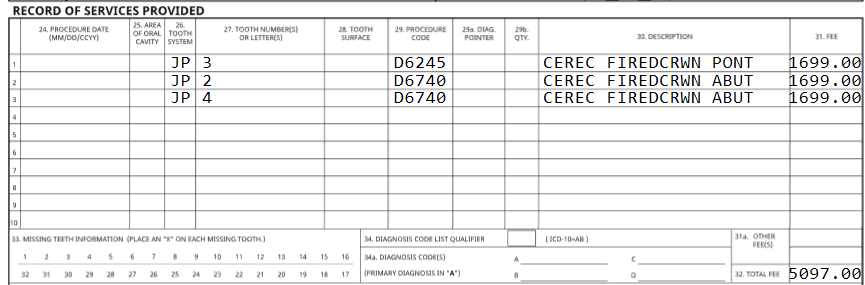 RECORD OF SERVICES PROVIDED
24. PROCEDURE DATE (MM/DD/CCYY) 25. AREA OF ORAL CAVITY 26. TOOTH SYSTEM 27. TOOTH NUMBER(S) OR LETTER(S) 28. TOOTH SURFACE 29. PROCEDURE CODE 29a. DIAG. POINTER 29b. QTY. 30. DESCRIPTION 31. FEE
1 JP 3 D6245 CEREC FIREDCRWN PONT 1699.00
2 JP 2 D6740 CEREC FIREDCRWN ABUT 1699.00
3 JP 4 D6740 CEREC FIREDCRWN ABUT 1699.00
4
5
6
7
8
9
10
33. MISSING TEETH INFORMATION (PLACE AN "X" ON EACH MISSING TOOTH.) 34. DIAGNOSIS CODE LIST QUALIFIER ( ICD-10=AB ) 31a. OTHER FEE(S)
1 2 3 4 5 6 7 8 9 10 11 12 13 14 15 16 34a. DIAGNOSIS CODE(S) A C
32 31 30 29 28 27 26 25 24 23 22 21 20 19 18 17 (PRIMARY DIAGNOSIS IN "A") B D 32. TOTAL FEE 5097.00